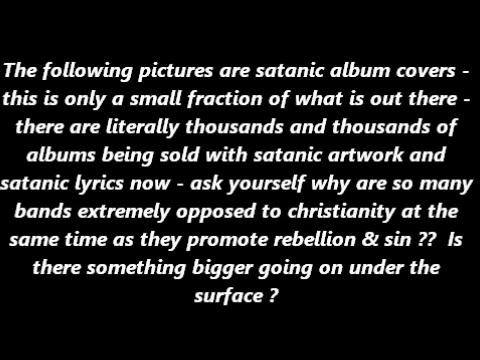 The following pictures are satanic album covers -
this is only a small fraction of what is out there -
there are literally thousands and thousands of
albums being sold with satanic artwork and
satanic lyrics now - ask yourself why are so many
bands extremely opposed to christianity at the
same time as they promote rebellion & sin ??  Is
there something bigger going on under the
surface ?